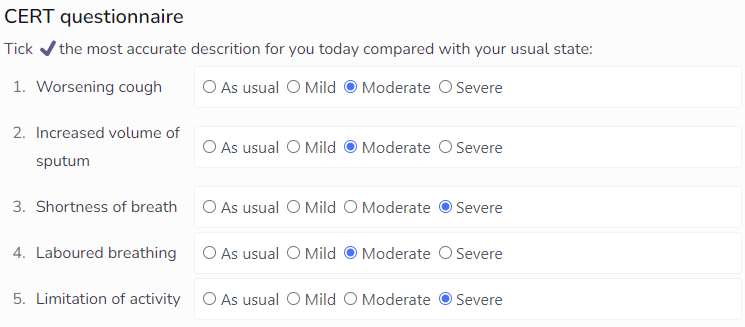 CERT questionnaire
Tick ✔ the most accurate descrition for you today compared with your usual state:
1. Worsening cough As usual Mild Moderate Severe
2. Increased volume of
sputum As usual Mild Moderate Severe
3. Shortness of breath As usual Mild Moderate Severe
4. Laboured breathing As usual Mild Moderate Severe
5. Limitation of activity As usual Mild Moderate Severe